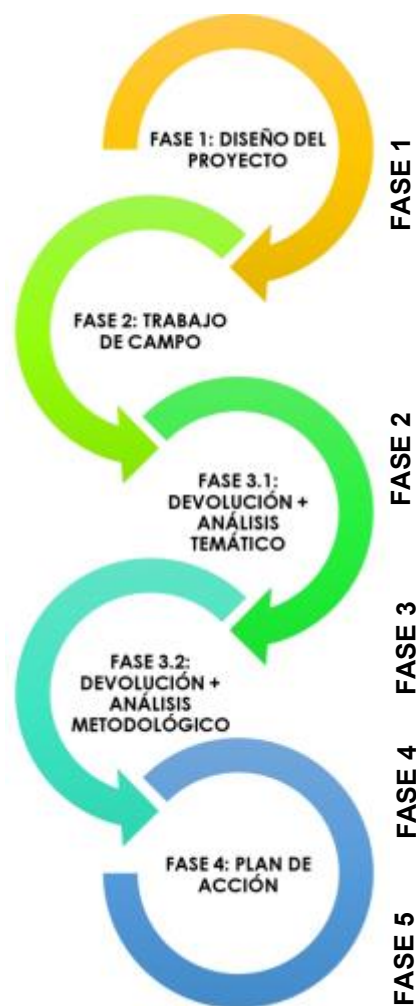 FASE 1: DISEÑO DEL
PROYECTO
FASE 1
FASE 2: TRABAJO
DE CAMPO
FASE 2
FASE 3.1:
DEVOLUCIÓN +
ANÁLISIS
TEMÁTICO
FASE 3
FASE 3.2:
DEVOLUCIÓN +
ANÁLISIS
METODOLÓGICO
FASE 4
FASE 4: PLAN DE
ACCIÓN
FASE 5